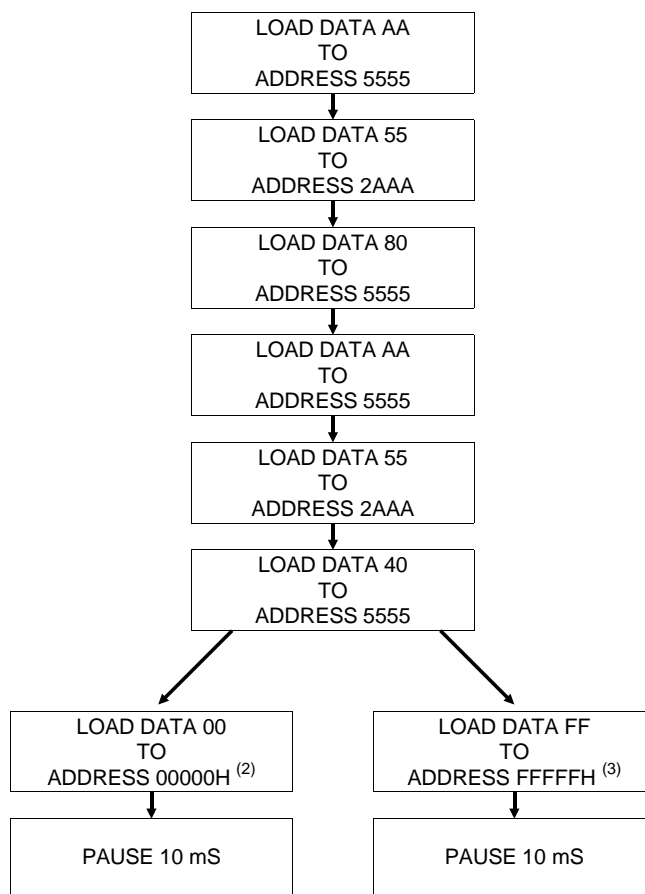 LOAD DATA AA
TO
ADDRESS 5555
LOAD DATA 55
TO
ADDRESS 2AAA
LOAD DATA 80
TO
ADDRESS 5555
LOAD DATA AA
TO
ADDRESS 5555
LOAD DATA 55
TO
ADDRESS 2AAA
LOAD DATA 40
TO
ADDRESS 5555
LOAD DATA 00
TO
ADDRESS 00000H (2)
PAUSE 10 mS
LOAD DATA FF
TO
ADDRESS FFFFFH (3)
PAUSE 10 mS